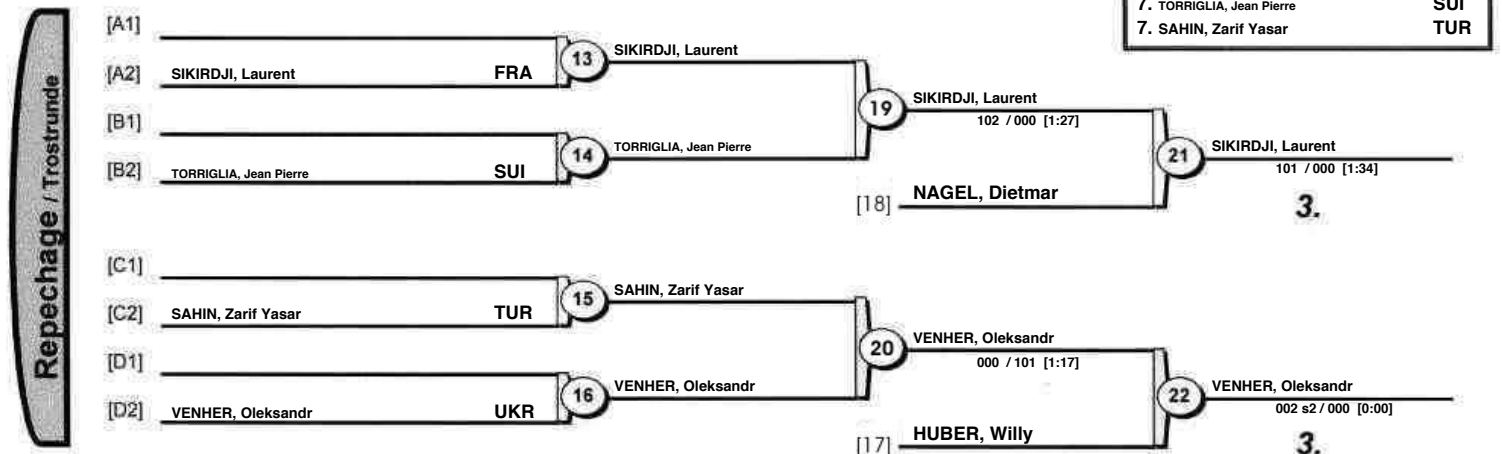 7. TORRIGLIA, Jean Pierre SUI
7. SAHIN, Zarif Yasar TUR
Repechage / Trostrunde
[A1]
[A2] SIKIRDJI, Laurent FRA
13 SIKIRDJI, Laurent
[B1]
[B2] TORRIGLIA, Jean Pierre SUI
14 TORRIGLIA, Jean Pierre
19 SIKIRDJI, Laurent
102 / 000 [1:27]
[18] NAGEL, Dietmar
21 SIKIRDJI, Laurent
101 / 000 [1:34]
3.
[C1]
[C2] SAHIN, Zarif Yasar TUR
15 SAHIN, Zarif Yasar
[D1]
[D2] VENHER, Oleksandr UKR
16 VENHER, Oleksandr
20 VENHER, Oleksandr
000 / 101 [1:17]
[17] HUBER, Willy
22 VENHER, Oleksandr
002 s2 / 000 [0:00]
3.